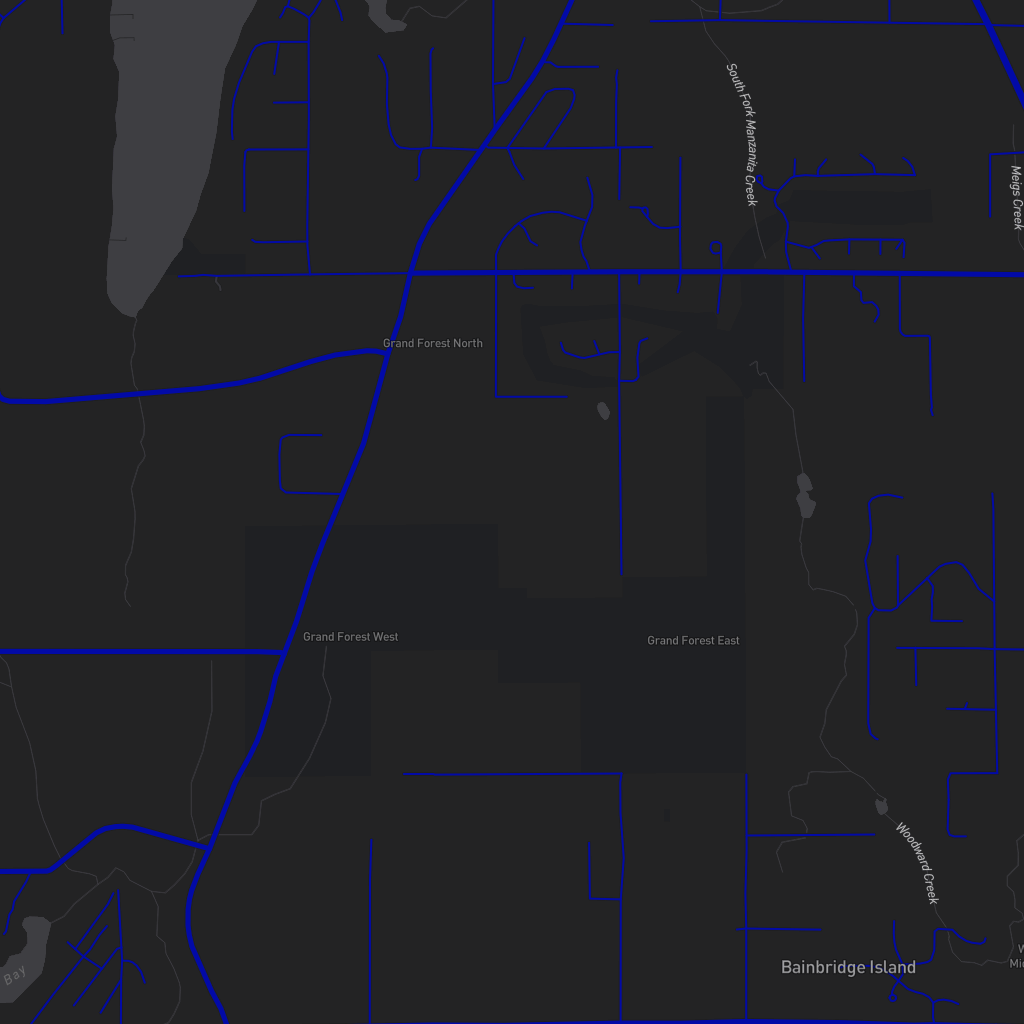 South Fork Manzanita Creek
Meigs Creek
Grand Forest North
Grand Forest West
Grand Forest East
Woodward Creek
Bainbridge Island
Bay